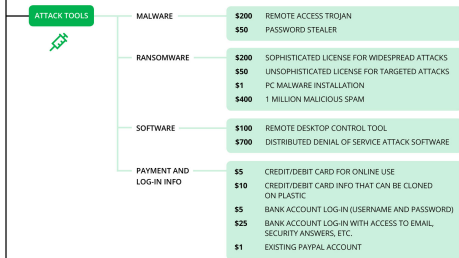 ATTACK TOOLS
MALWARE
$200 REMOTE ACCESS TROJAN
$50 PASSWORD STEALER
RANSOMWARE
$200 SOPHISTICATED LICENSE FOR WIDESPREAD ATTACKS
$50 UNSOPHISTICATED LICENSE FOR TARGETED ATTACKS
$1 PC MALWARE INSTALLATION
$400 1 MILLION MALICIOUS SPAM
SOFTWARE
$100 REMOTE DESKTOP CONTROL TOOL
$700 DISTRIBUTED DENIAL OF SERVICE ATTACK SOFTWARE
PAYMENT AND
LOG-IN INFO
$5 CREDIT/DEBIT CARD FOR ONLINE USE
$10 CREDIT/DEBIT CARD INFO THAT CAN BE CLONED
ON PLASTIC
$5 BANK ACCOUNT LOG-IN (USERNAME AND PASSWORD)
$25 BANK ACCOUNT LOG-IN WITH ACCESS TO EMAIL,
SECURITY ANSWERS, ETC.
$1 EXISTING PAYPAL ACCOUNT